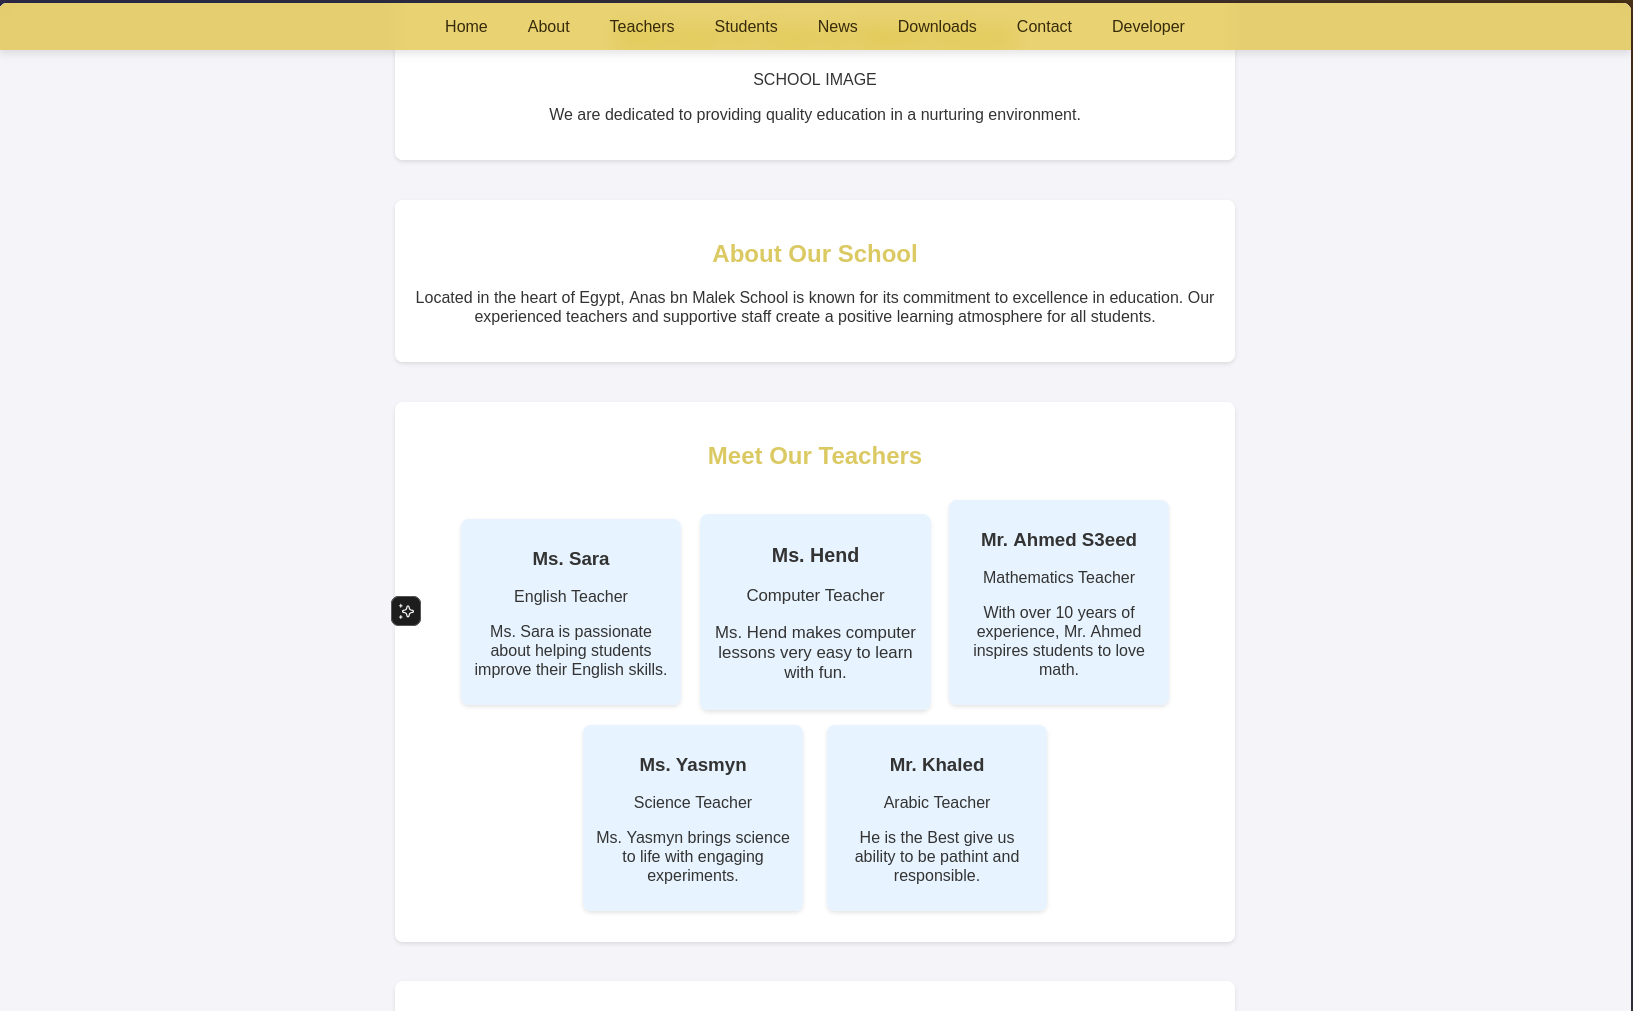 Home About Teachers Students News Downloads Contact Developer
SCHOOL IMAGE
We are dedicated to providing quality education in a nurturing environment.
About Our School
Located in the heart of Egypt, Anas bn Malek School is known for its commitment to excellence in education. Our
experienced teachers and supportive staff create a positive learning atmosphere for all students.
Meet Our Teachers
Ms. Sara
English Teacher
Ms. Sara is passionate
about helping students
improve their English skills.
Ms. Hend
Computer Teacher
Ms. Hend makes computer
lessons very easy to learn
with fun.
Mr. Ahmed S3eed
Mathematics Teacher
With over 10 years of
experience, Mr. Ahmed
inspires students to love
math.
Ms. Yasmyn
Science Teacher
Ms. Yasmyn brings science
to life with engaging
experiments.
Mr. Khaled
Arabic Teacher
He is the Best give us
ability to be pathint and
responsible.